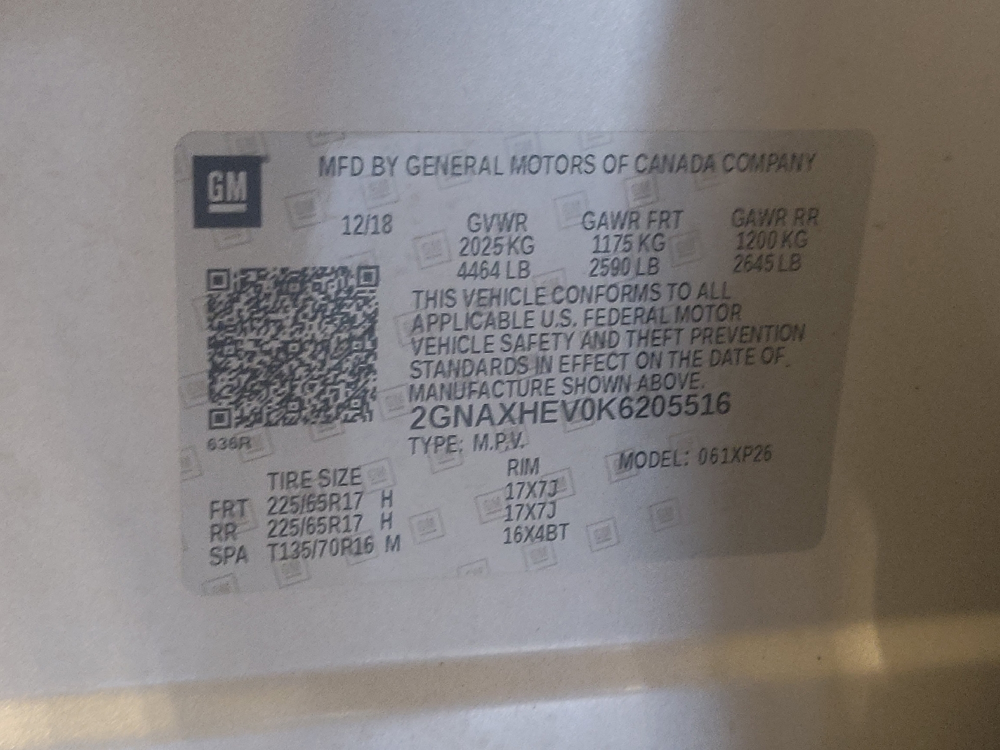 GM
MFD BY GENERAL MOTORS OF CANADA COMPANY
12/18 GVWR GAWR FRT GAWR RR
2025 KG 1175 KG 1200 KG
4464 LB 2590 LB 2645 LB
THIS VEHICLE CONFORMS TO ALL
APPLICABLE U.S. FEDERAL MOTOR
VEHICLE SAFETY AND THEFT PREVENTION
STANDARDS IN EFFECT ON THE DATE OF
MANUFACTURE SHOWN ABOVE.
2GNAXHEV0K6205516
636R
TYPE: M.P.V. MODEL: 061XP26
TIRE SIZE RIM
FRT 225/65R17 H 17X7J
RR 225/65R17 H 17X7J
SPA T135/70R16 M 16X4BT